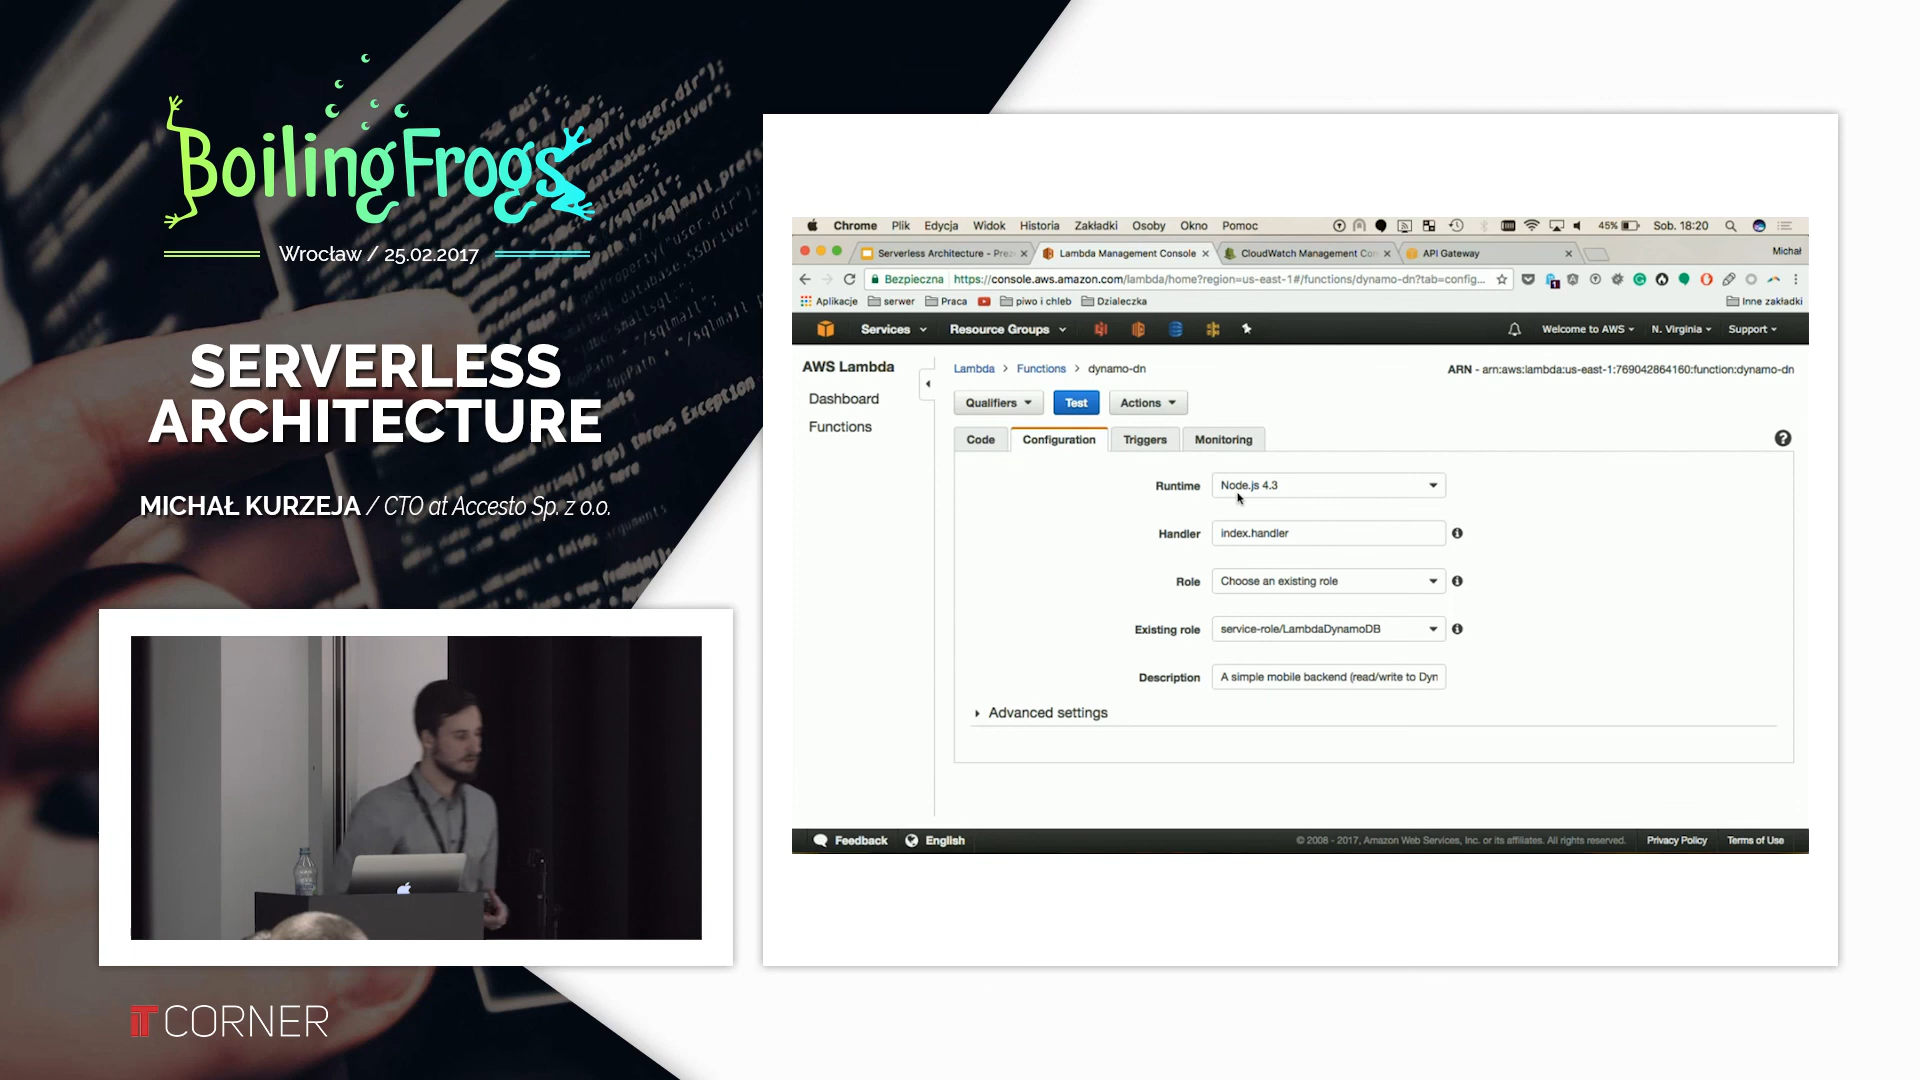 BoilingFrogs
Wrocław / 25.02.2017
SERVERLESS
ARCHITECTURE
MICHAŁ KURZEJA / CTO at Accesto Sp. z o.o.
IT CORNER
Chrome Plik Edycja Widok Historia Zakładki Osoby Okno Pomoc 45% Sob. 18:20
Serverless Architecture - Prez Lambda Management Console CloudWatch Management Con API Gateway Michał
Bezpieczna https://console.aws.amazon.com/lambda/home?region=us-east-1#/functions/dynamo-dn?tab=config...
Aplikacje serwer Praca piwo i chleb Dzialeczka Inne zakładki
Services Resource Groups Welcome to AWS N. Virginia Support
AWS Lambda
Dashboard
Functions
Lambda > Functions > dynamo-dn
ARN - arn:aws:lambda:us-east-1:769042864160:function:dynamo-dn
Qualifiers Test Actions
Code Configuration Triggers Monitoring
Runtime Node.js 4.3
Handler index.handler
Role Choose an existing role
Existing role service-role/LambdaDynamoDB
Description A simple mobile backend (read/write to Dyn
Advanced settings
Feedback English © 2008 - 2017, Amazon Web Services, Inc. or its affiliates. All rights reserved. Privacy Policy Terms of Use